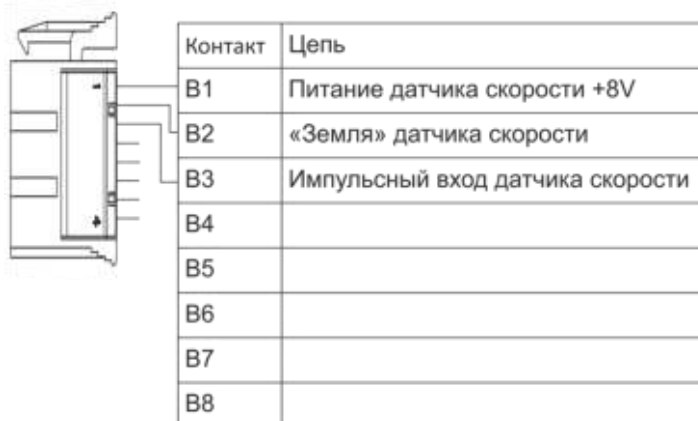 Контакт Цепь
B1 Питание датчика скорости +8V
B2 «Земля» датчика скорости
B3 Импульсный вход датчика скорости
B4
B5
B6
B7
B8